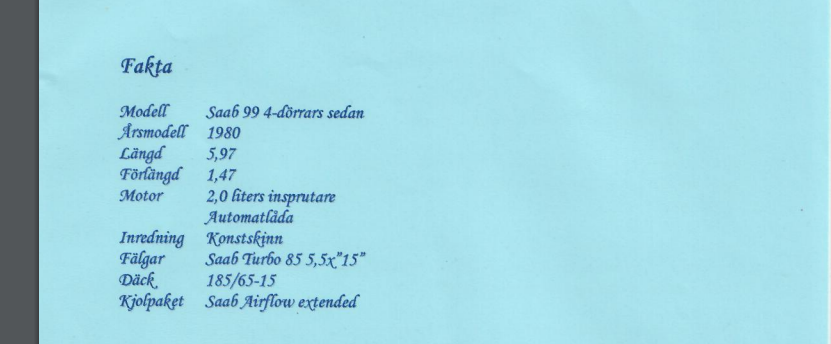 Fakta
Modell Saab 99 4-dörrars sedan
Årsmodell 1980
Längd 5,97
Förlängd 1,47
Motor 2,0 liters insprutare
Automatlåda
Inredning Konstskinn
Fälgar Saab Turbo 85 5,5x"15"
Däck 185/65-15
Kjolpaket Saab Airflow extended